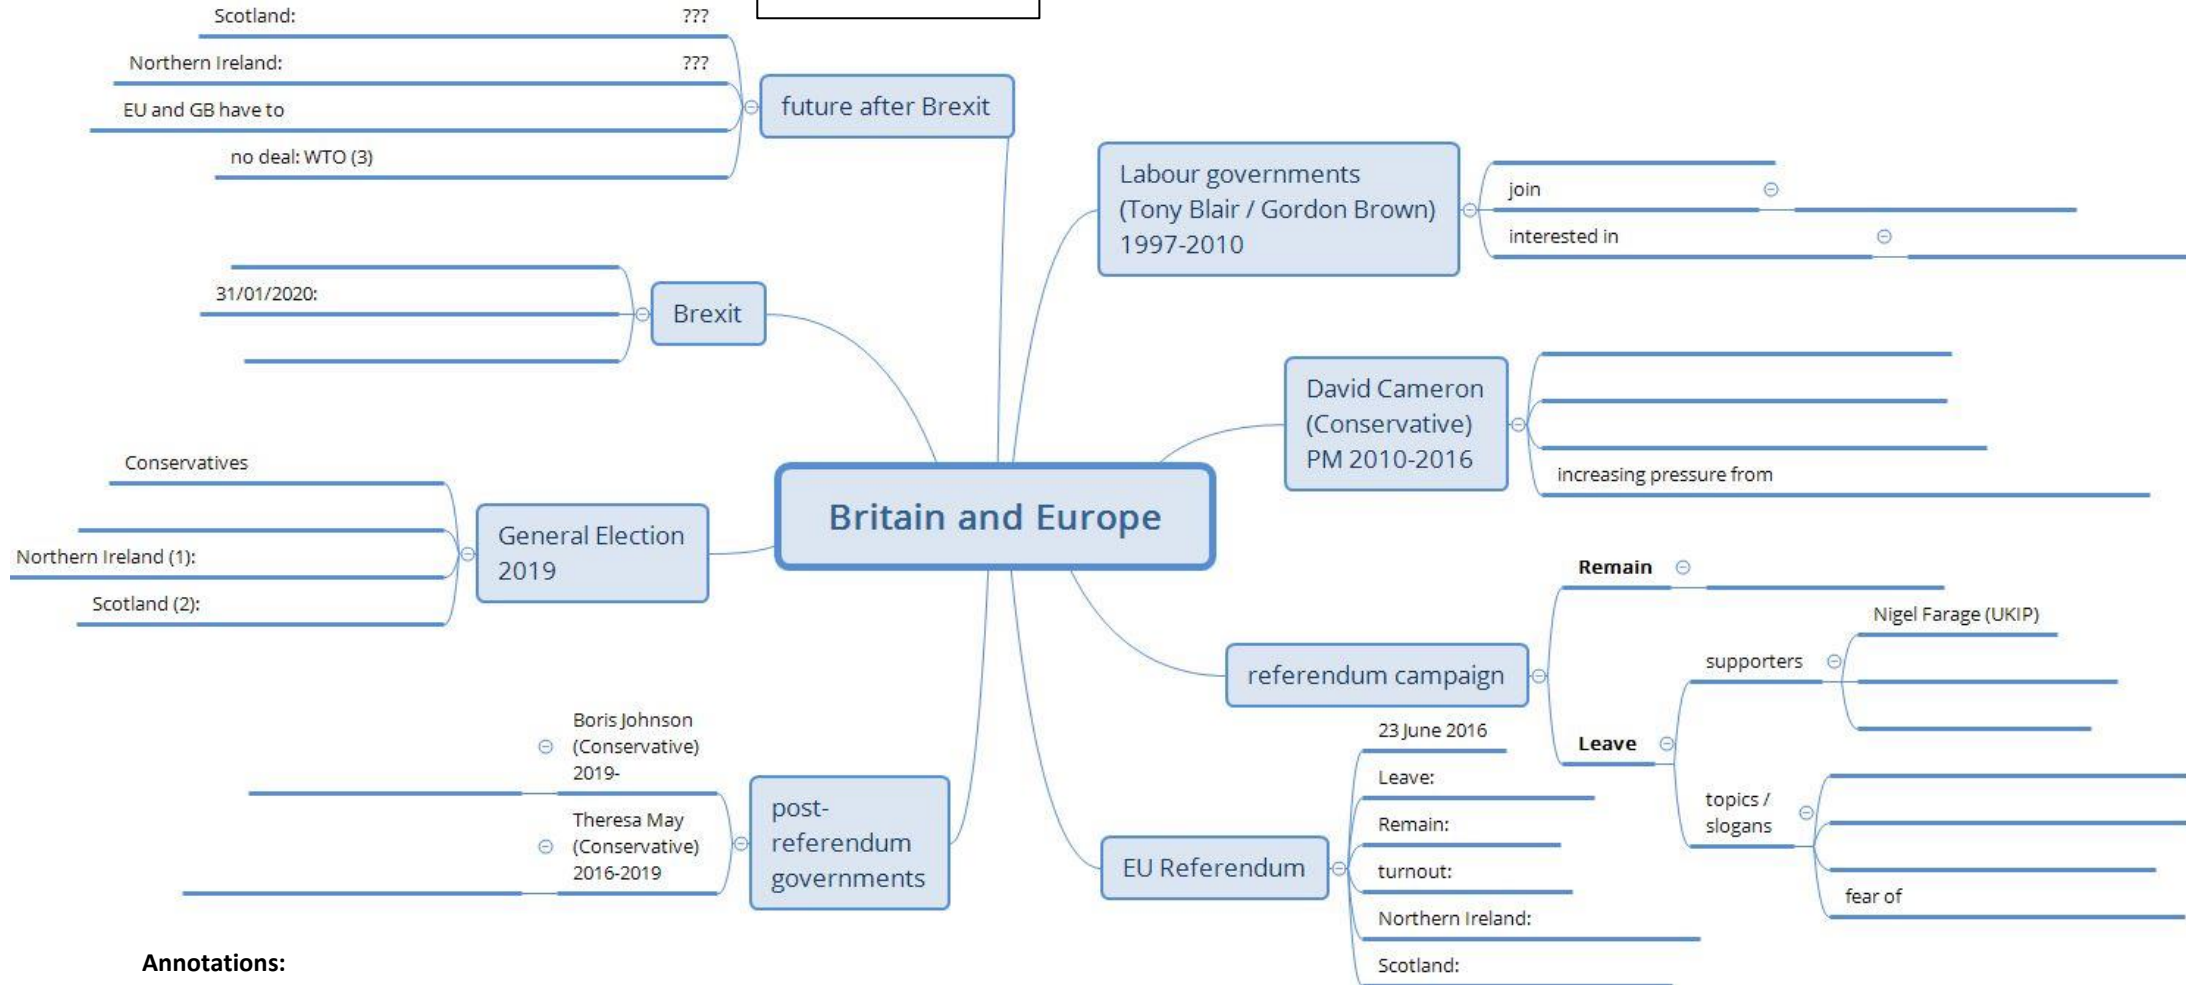 Scotland: ???
Northern Ireland: ???
EU and GB have to
no deal: WTO (3)
future after Brexit
Labour governments
(Tony Blair / Gordon Brown)
1997-2010
join
interested in
31/01/2020:
Brexit
David Cameron
(Conservative)
PM 2010-2016
increasing pressure from
Britain and Europe
Conservatives
Northern Ireland (1):
Scotland (2):
General Election
2019
referendum campaign
Remain
Leave
supporters
Nigel Farage (UKIP)
topics /
slogans
fear of
Boris Johnson
(Conservative)
2019-
Theresa May
(Conservative)
2016-2019
post-
referendum
governments
EU Referendum
23 June 2016
Leave:
Remain:
turnout:
Northern Ireland:
Scotland:
Annotations: